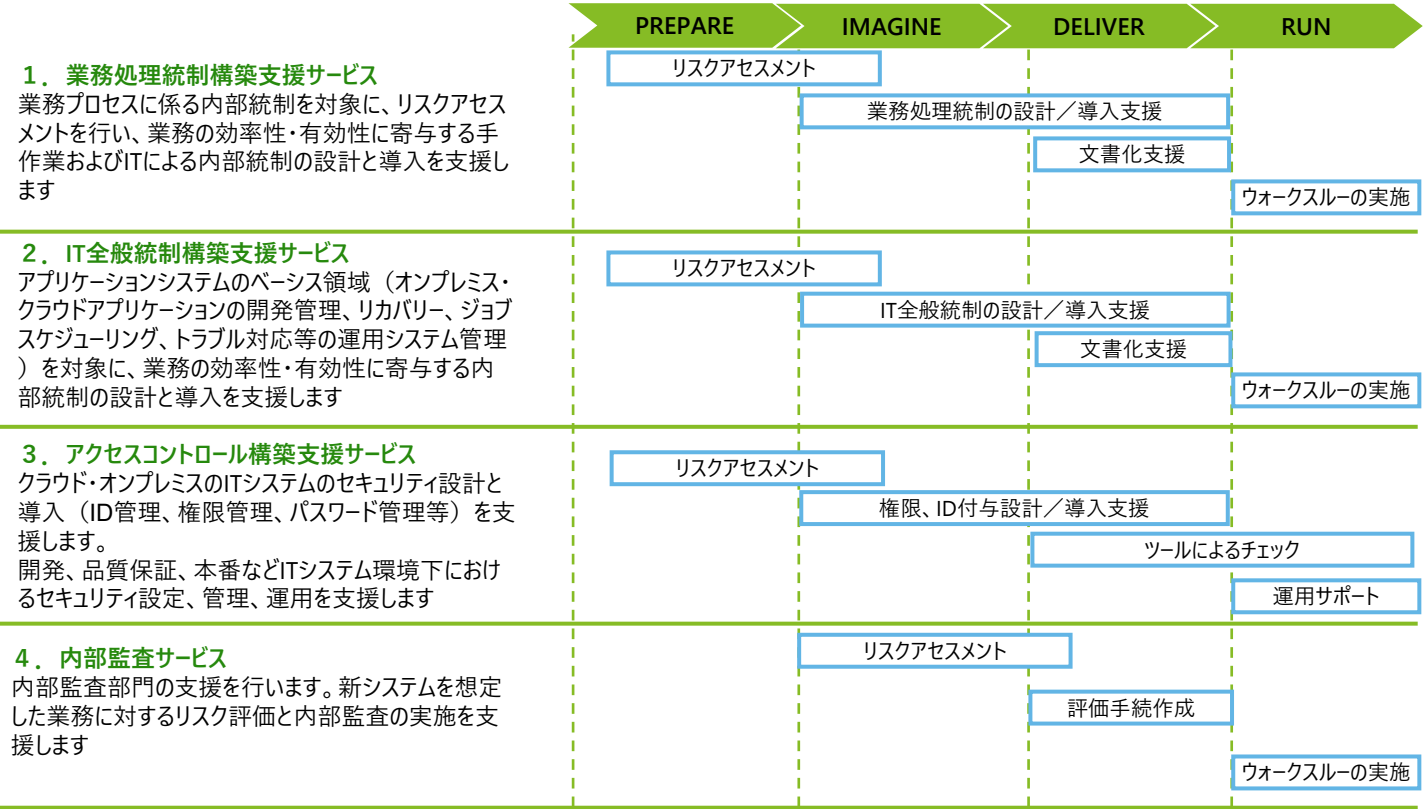 PREPARE
IMAGINE
DELIVER
RUN
１．業務処理統制構築支援サービス
業務プロセスに係る内部統制を対象に、リスクアセス
メントを行い、業務の効率性・有効性に寄与する手
作業およびITによる内部統制の設計と導入を支援し
ます
リスクアセスメント
業務処理統制の設計／導入支援
文書化支援
ウォークスルーの実施
２．IT全般統制構築支援サービス
アプリケーションシステムのベーシス領域（オンプレミス・
クラウドアプリケーションの開発管理、リカバリー、ジョブ
スケジューリング、トラブル対応等の運用システム管理
）を対象に、業務の効率性・有効性に寄与する内
部統制の設計と導入を支援します
リスクアセスメント
IT全般統制の設計／導入支援
文書化支援
ウォークスルーの実施
３．アクセスコントロール構築支援サービス
クラウド・オンプレミスのITシステムのセキュリティ設計と
導入（ID管理、権限管理、パスワード管理等）を支
援します。
開発、品質保証、本番などITシステム環境下におけ
るセキュリティ設定、管理、運用を支援します
リスクアセスメント
権限、ID付与設計／導入支援
ツールによるチェック
運用サポート
４．内部監査サービス
内部監査部門の支援を行います。新システムを想定
した業務に対するリスク評価と内部監査の実施を支
援します
リスクアセスメント
評価手続作成
ウォークスルーの実施